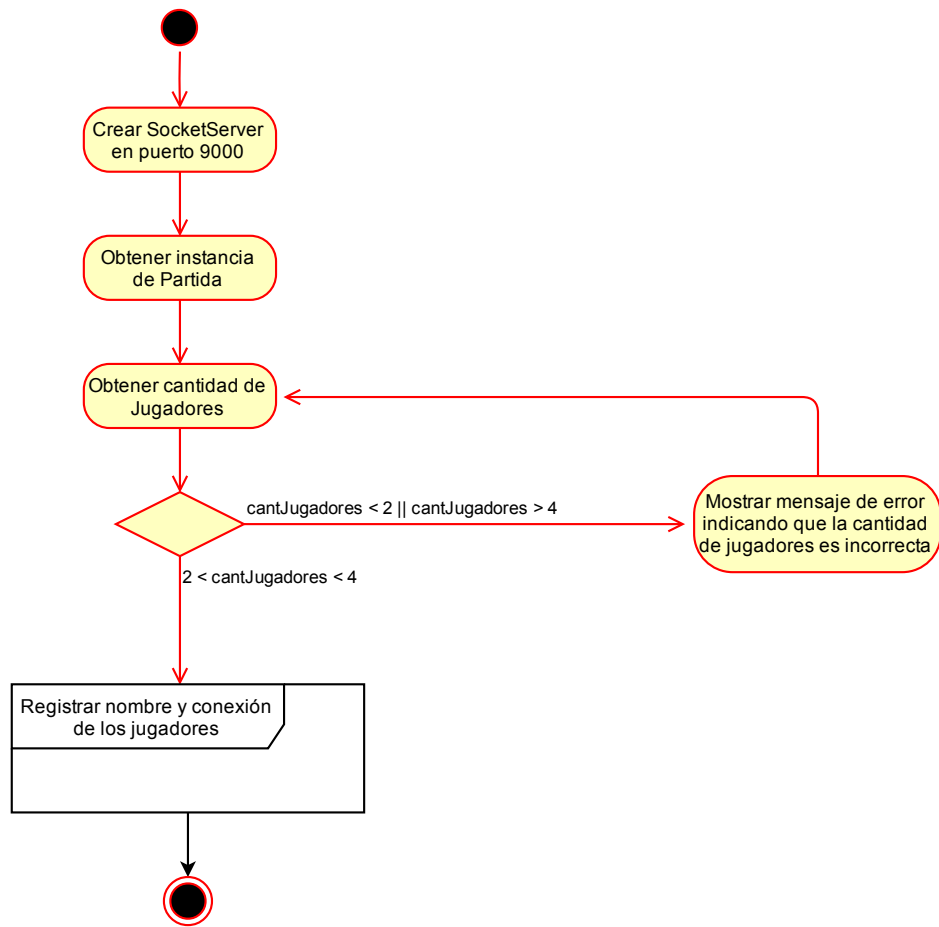 Crear SocketServer
en puerto 9000
Obtener instancia
de Partida
Obtener cantidad de
Jugadores
cantJugadores < 2 || cantJugadores > 4
Mostrar mensaje de error
indicando que la cantidad
de jugadores es incorrecta
2 < cantJugadores < 4
Registrar nombre y conexión
de los jugadores